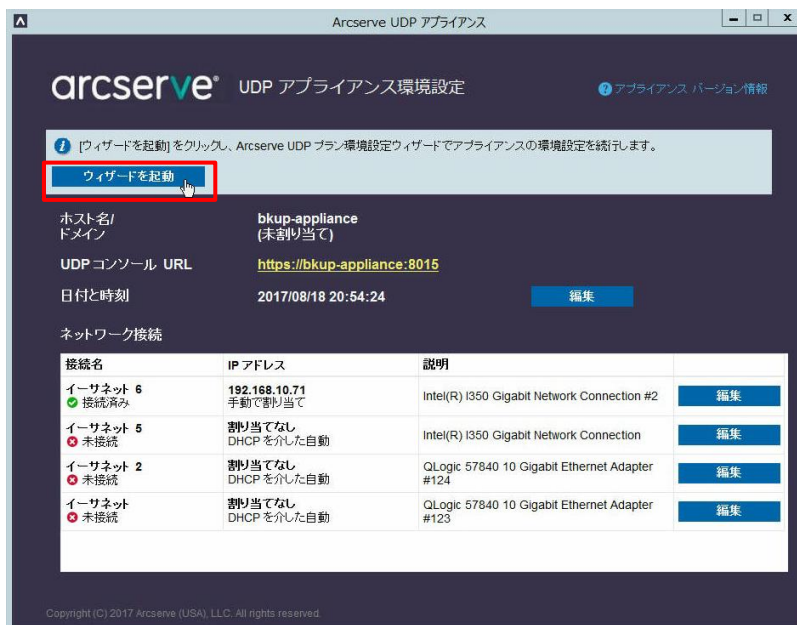 Arcserve UDP アプライアンス
arcserve® UDP アプライアンス環境設定
アプライアンス バージョン情報
[ウィザードを起動] をクリックし、Arcserve UDP プラン環境設定ウィザードでアプライアンスの環境設定を続行します。
ウィザードを起動
ホスト名/
ドメイン
bkup-appliance
(未割り当て)
UDP コンソール URL
https://bkup-appliance:8015
日付と時刻
2017/08/18 20:54:24
編集
ネットワーク接続
接続名 IP アドレス 説明
イーサネット 6
接続済み
192.168.10.71
手動で割り当て
Intel(R) I350 Gigabit Network Connection #2
編集
イーサネット 5
未接続
割り当てなし
DHCP を介した自動
Intel(R) I350 Gigabit Network Connection
編集
イーサネット 2
未接続
割り当てなし
DHCP を介した自動
QLogic 57840 10 Gigabit Ethernet Adapter
#124
編集
イーサネット
未接続
割り当てなし
DHCP を介した自動
QLogic 57840 10 Gigabit Ethernet Adapter
#123
編集
Copyright (C) 2017 Arcserve (USA), LLC. All rights reserved.